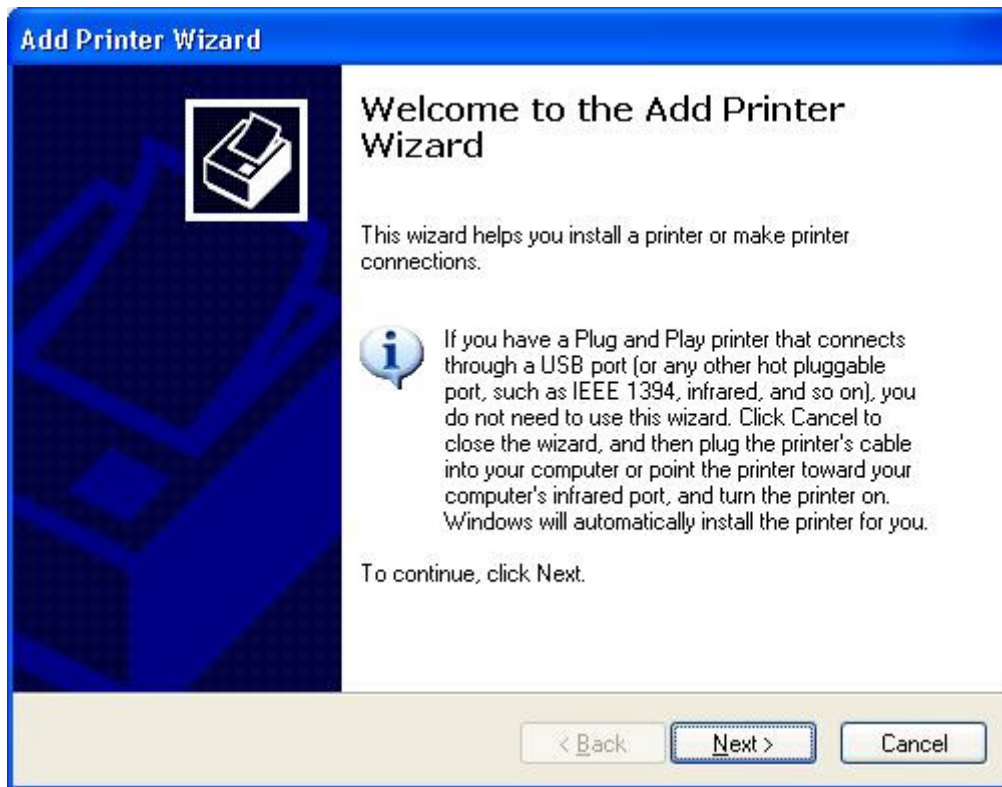 Add Printer Wizard
Welcome to the Add Printer
Wizard
This wizard helps you install a printer or make printer
connections.
If you have a Plug and Play printer that connects
through a USB port (or any other hot pluggable
port, such as IEEE 1394, infrared, and so on), you
do not need to use this wizard. Click Cancel to
close the wizard, and then plug the printer's cable
into your computer or point the printer toward your
computer's infrared port, and turn the printer on.
Windows will automatically install the printer for you.
To continue, click Next.
< Back Next > Cancel